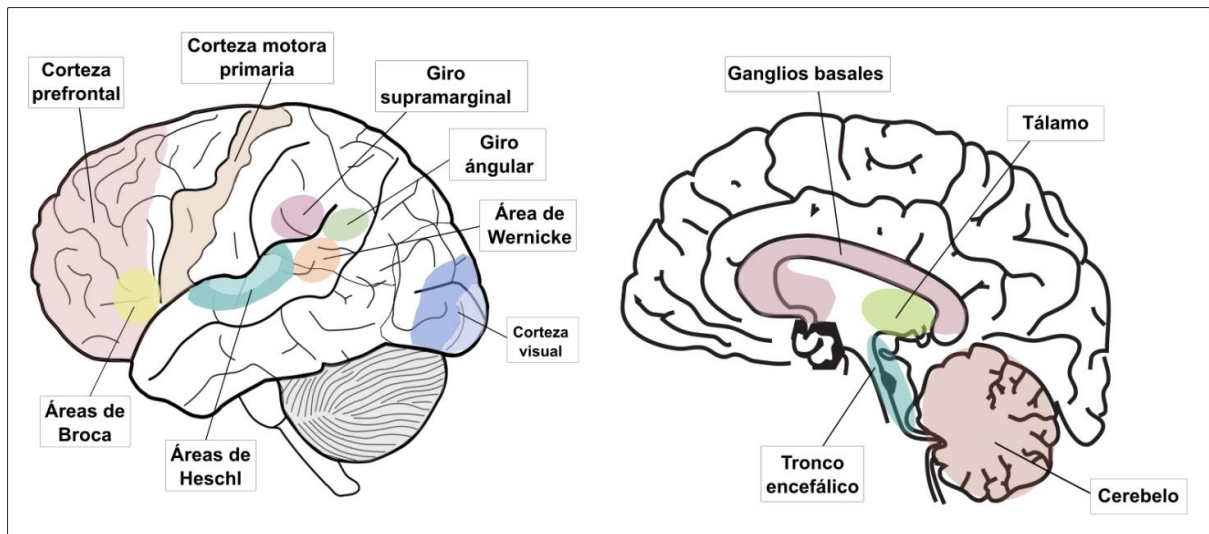 Corteza
prefrontal
Corteza motora
primaria
Giro
supramarginal
Giro
ángular
Área de
Wernicke
Corteza
visual
Áreas de
Broca
Áreas de
Heschl
Ganglios basales
Tálamo
Tronco
encefálico
Cerebelo